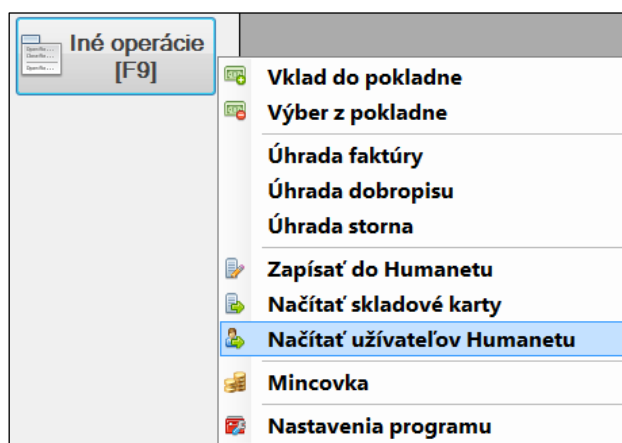 Iné operácie
[F9]
Vklad do pokladne
Výber z pokladne
Úhrada faktúry
Úhrada dobropisu
Úhrada storna
Zapísať do Humanetu
Načítať skladové karty
Načítať užívateľov Humanetu
Mincovka
Nastavenia programu